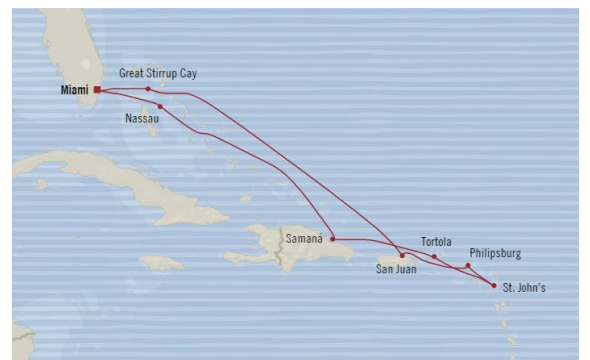 Great Stirrup Cay
Miami
Nassau
Samaná
Tortola
San Juan
Philipsburg
St. John's